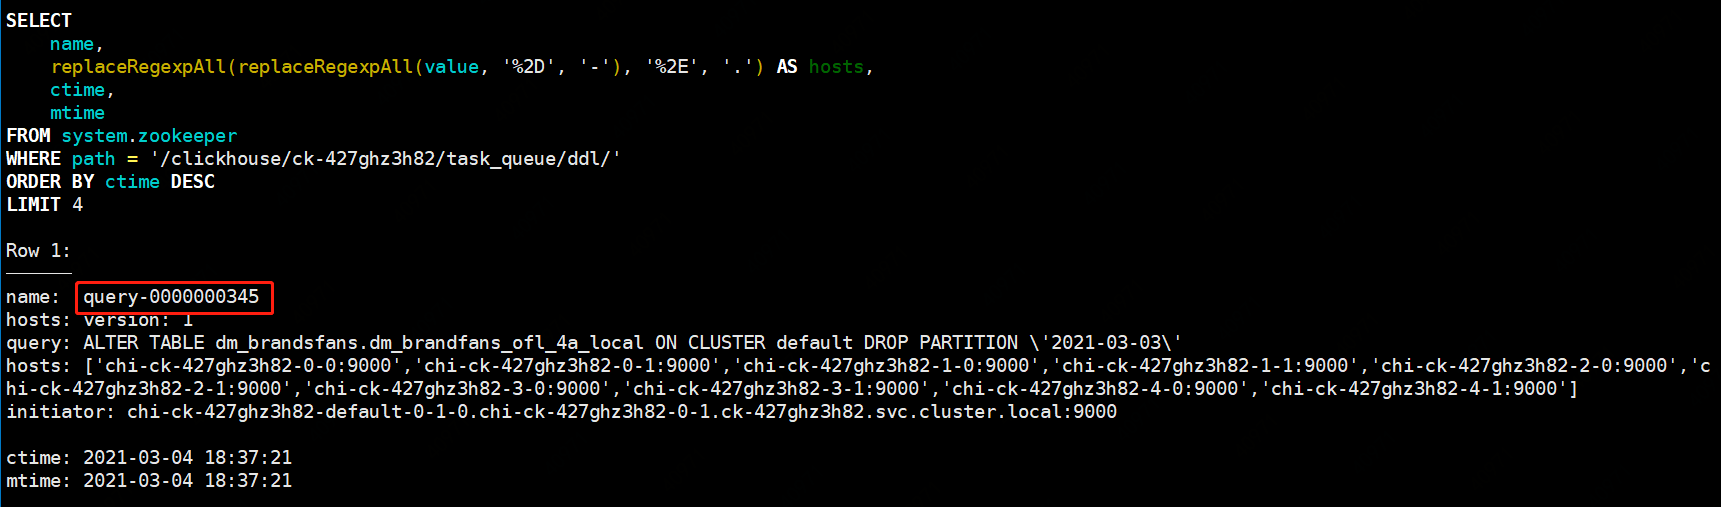 SELECT
    name,
    replaceRegexpAll(replaceRegexpAll(value, '%2D', '-'), '%2E', '.') AS hosts,
    ctime,
    mtime
FROM system.zookeeper
WHERE path = '/clickhouse/ck-427ghz3h82/task_queue/ddl/'
ORDER BY ctime DESC
LIMIT 4
Row 1:
name:  query-0000000345
hosts: version: 1
query: ALTER TABLE dm_brandsfans.dm_brandfans_ofl_4a_local ON CLUSTER default DROP PARTITION \'2021-03-03\'
hosts: ['chi-ck-427ghz3h82-0-0:9000','chi-ck-427ghz3h82-0-1:9000','chi-ck-427ghz3h82-1-0:9000','chi-ck-427ghz3h82-1-1:9000','chi-ck-427ghz3h82-2-0:9000','c
hi-ck-427ghz3h82-2-1:9000','chi-ck-427ghz3h82-3-0:9000','chi-ck-427ghz3h82-3-1:9000','chi-ck-427ghz3h82-4-0:9000','chi-ck-427ghz3h82-4-1:9000']
initiator: chi-ck-427ghz3h82-default-0-1-0.chi-ck-427ghz3h82-0-1.ck-427ghz3h82.svc.cluster.local:9000
ctime: 2021-03-04 18:37:21
mtime: 2021-03-04 18:37:21